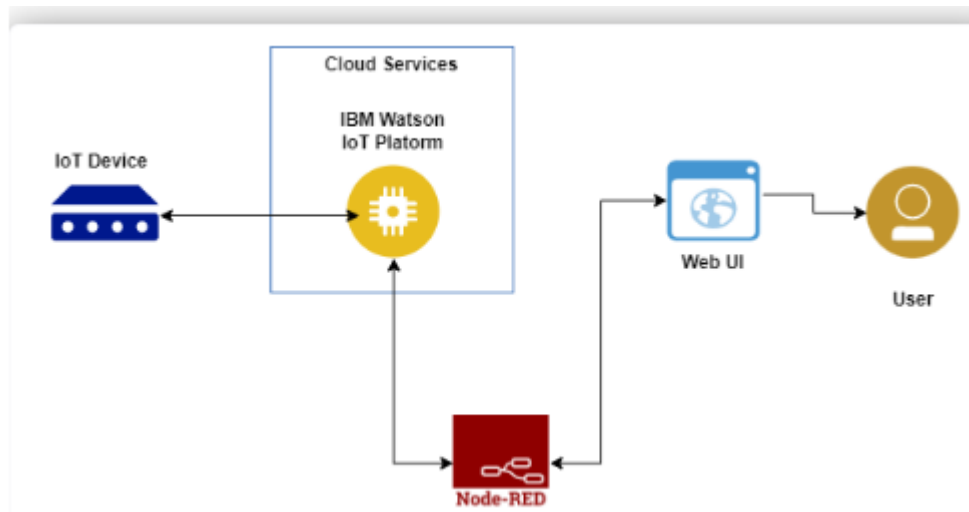 Cloud Services
IBM Watson
IoT Platorm
IoT Device
Web UI
User
Node-RED